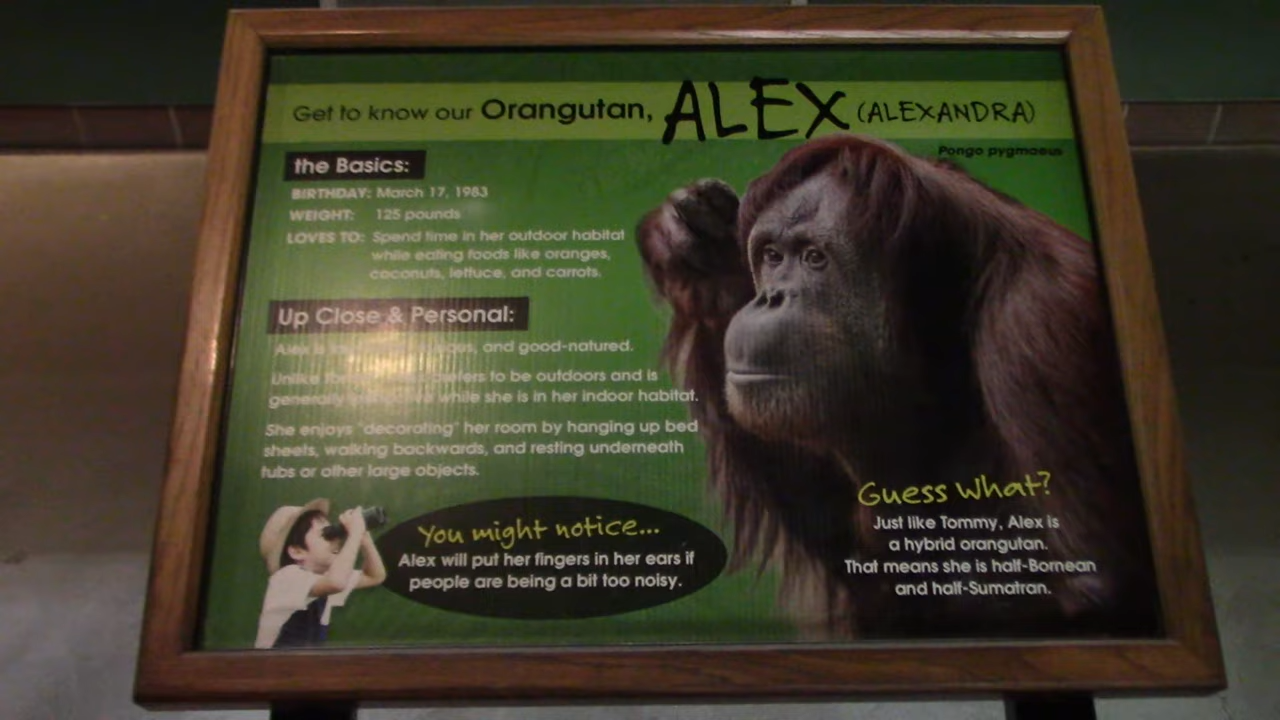 Get to know our Orangutan, ALEX (ALEXANDRA)
Pongo pygmaeus
the Basics:
BIRTHDAY: March 17, 1983
WEIGHT: 125 pounds
LOVES TO: Spend time in her outdoor habitat
while eating foods like oranges,
coconuts, lettuce, and carrots.
Up Close & Personal:
Alex is and good-natured.
Unlike to be outdoors and is
generally while she is in her indoor habitat.
She enjoys "decorating" her room by hanging up bed
sheets, walking backwards, and resting underneath
tubs or other large objects.
You might notice...
Alex will put her fingers in her ears if
people are being a bit too noisy.
Guess What?
Just like Tommy, Alex is
a hybrid orangutan.
That means she is half-Bornean
and half-Sumatran.